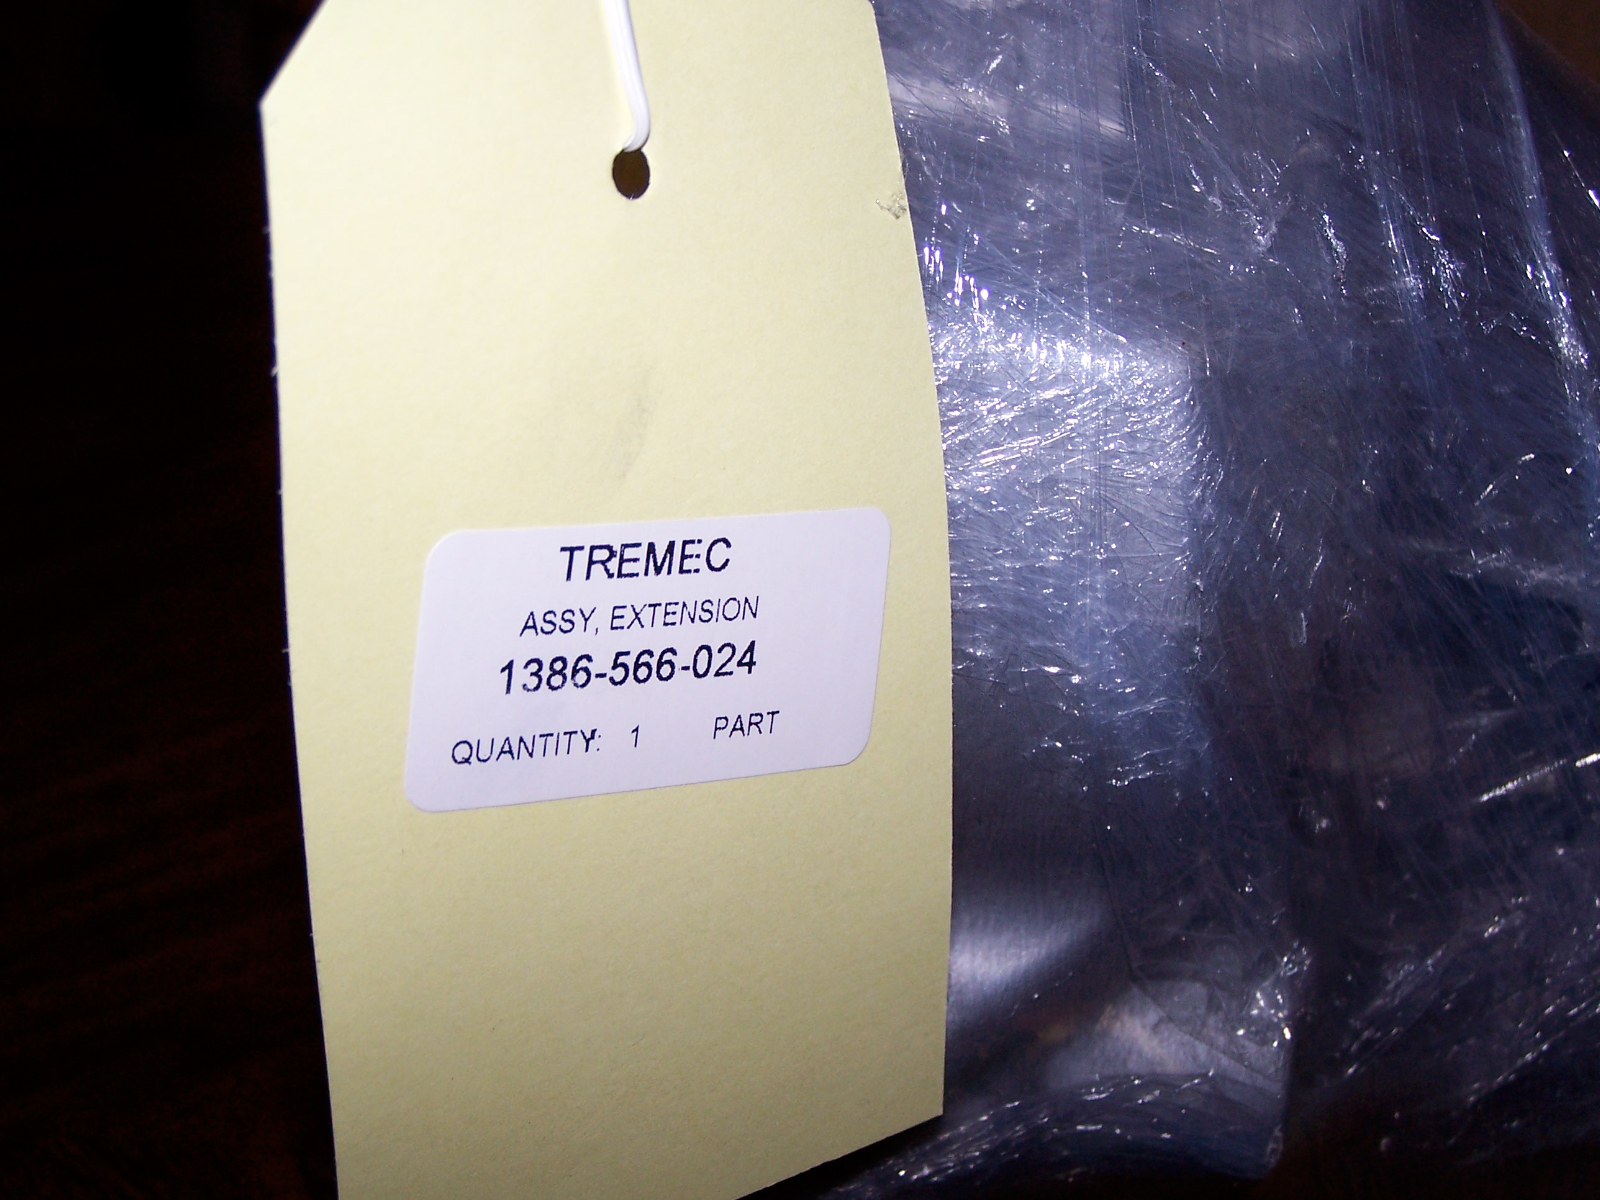 TREMEC
ASSY, EXTENSION
1386-566-024
QUANTITY: 1 PART